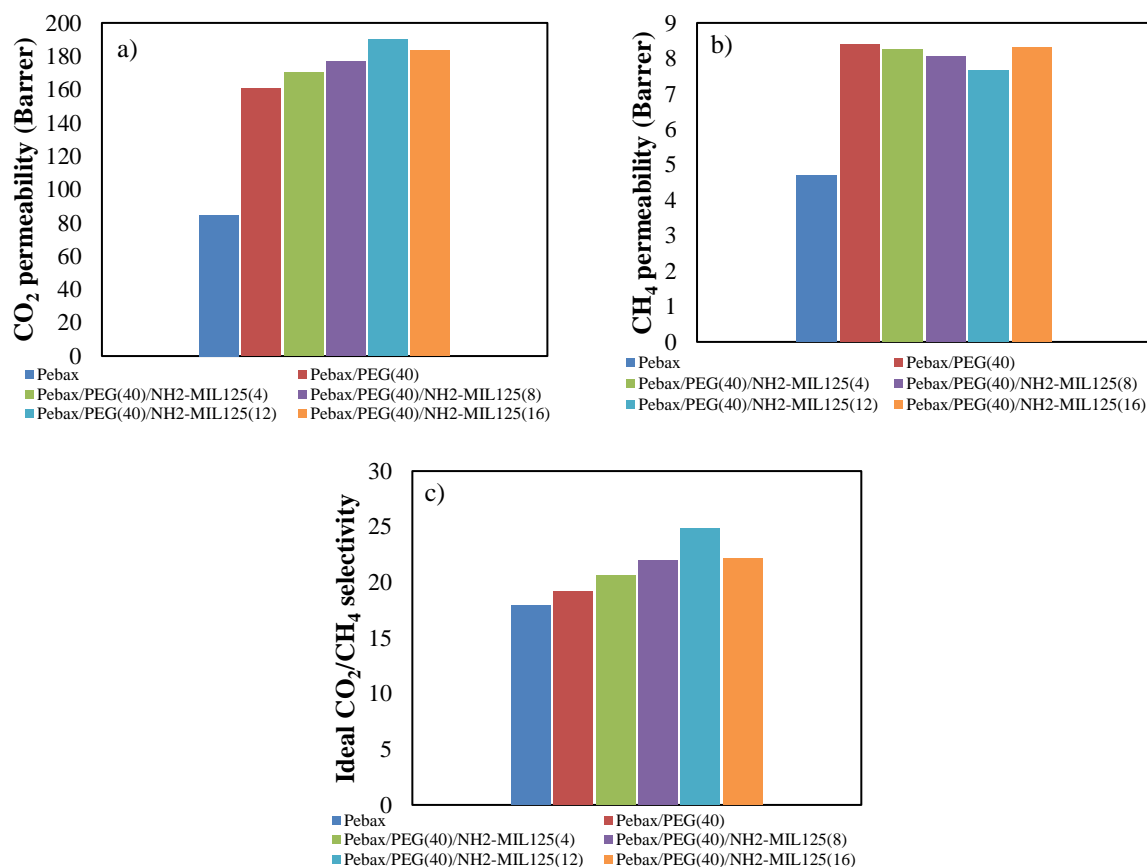 a)
CO₂ permeability (Barrer)
200
180
160
140
120
100
80
60
40
20
0
Pebax
Pebax/PEG(40)
Pebax/PEG(40)/NH2-MIL125(4)
Pebax/PEG(40)/NH2-MIL125(8)
Pebax/PEG(40)/NH2-MIL125(12)
Pebax/PEG(40)/NH2-MIL125(16)
b)
CH₄ permeability (Barrer)
9
8
7
6
5
4
3
2
1
0
Pebax
Pebax/PEG(40)
Pebax/PEG(40)/NH2-MIL125(4)
Pebax/PEG(40)/NH2-MIL125(8)
Pebax/PEG(40)/NH2-MIL125(12)
Pebax/PEG(40)/NH2-MIL125(16)
c)
Ideal CO₂/CH₄ selectivity
30
25
20
15
10
5
0
Pebax
Pebax/PEG(40)
Pebax/PEG(40)/NH2-MIL125(4)
Pebax/PEG(40)/NH2-MIL125(8)
Pebax/PEG(40)/NH2-MIL125(12)
Pebax/PEG(40)/NH2-MIL125(16)